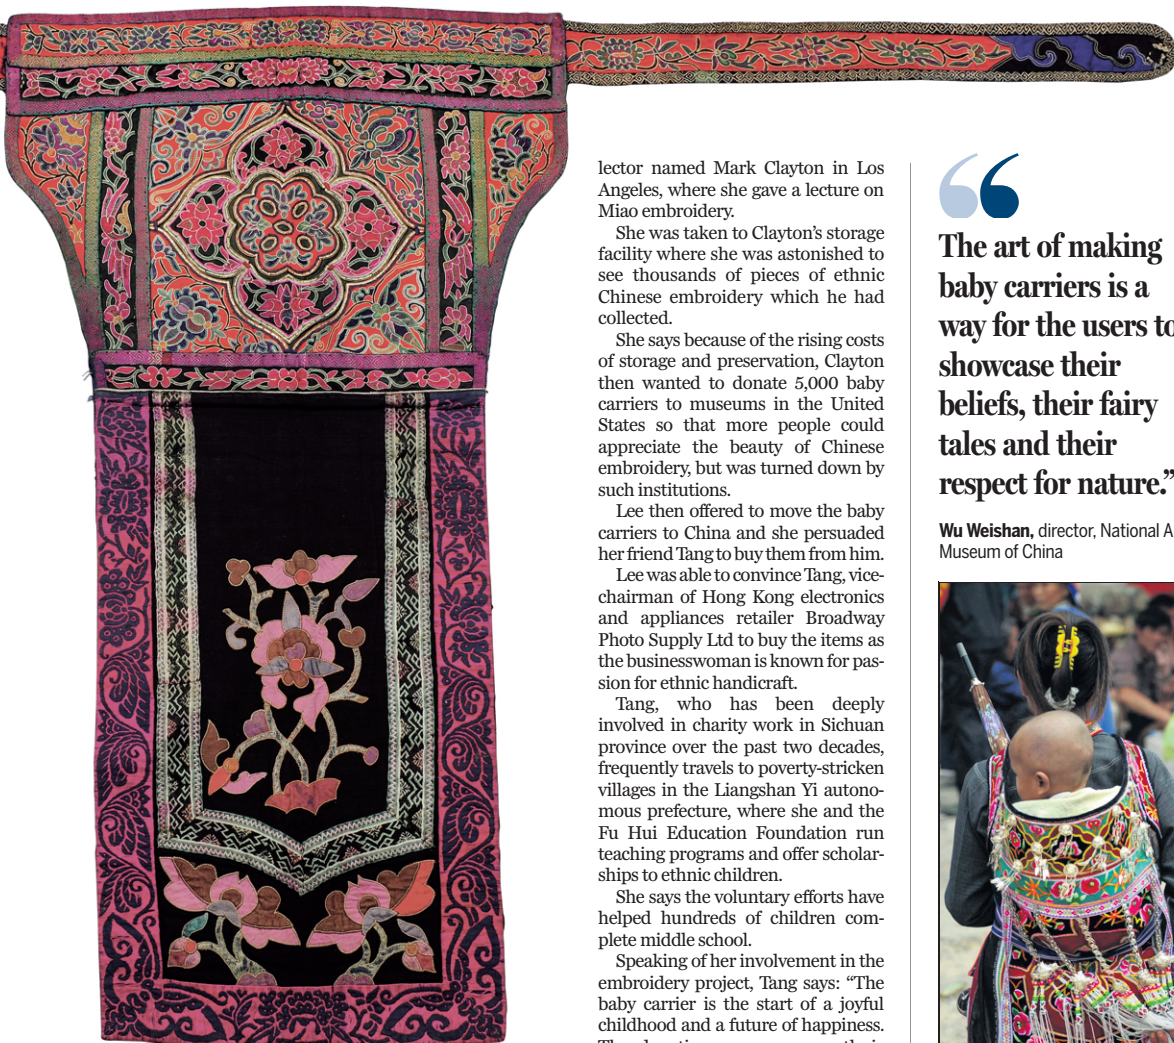 lector named Mark Clayton in Los
Angeles, where she gave a lecture on
Miao embroidery.
She was taken to Clayton’s storage
facility where she was astonished to
see thousands of pieces of ethnic
Chinese embroidery which he had
collected.
She says because of the rising costs
of storage and preservation, Clayton
then wanted to donate 5,000 baby
carriers to museums in the United
States so that more people could
appreciate the beauty of Chinese
embroidery, but was turned down by
such institutions.
Lee then offered to move the baby
carriers to China and she persuaded
her friend Tang to buy them from him.
Lee was able to convince Tang, vice-
chairman of Hong Kong electronics
and appliances retailer Broadway
Photo Supply Ltd to buy the items as
the businesswoman is known for pas-
sion for ethnic handicraft.
Tang, who has been deeply
involved in charity work in Sichuan
province over the past two decades,
frequently travels to poverty-stricken
villages in the Liangshan Yi autono-
mous prefecture, where she and the
Fu Hui Education Foundation run
teaching programs and offer scholar-
ships to ethnic children.
She says the voluntary efforts have
helped hundreds of children com-
plete middle school.
Speaking of her involvement in the
embroidery project, Tang says: “The
baby carrier is the start of a joyful
childhood and a future of happiness.
“
The art of making
baby carriers is a
way for the users to
showcase their
beliefs, their fairy
tales and their
respect for nature.”
Wu Weishan, director, National A
Museum of China